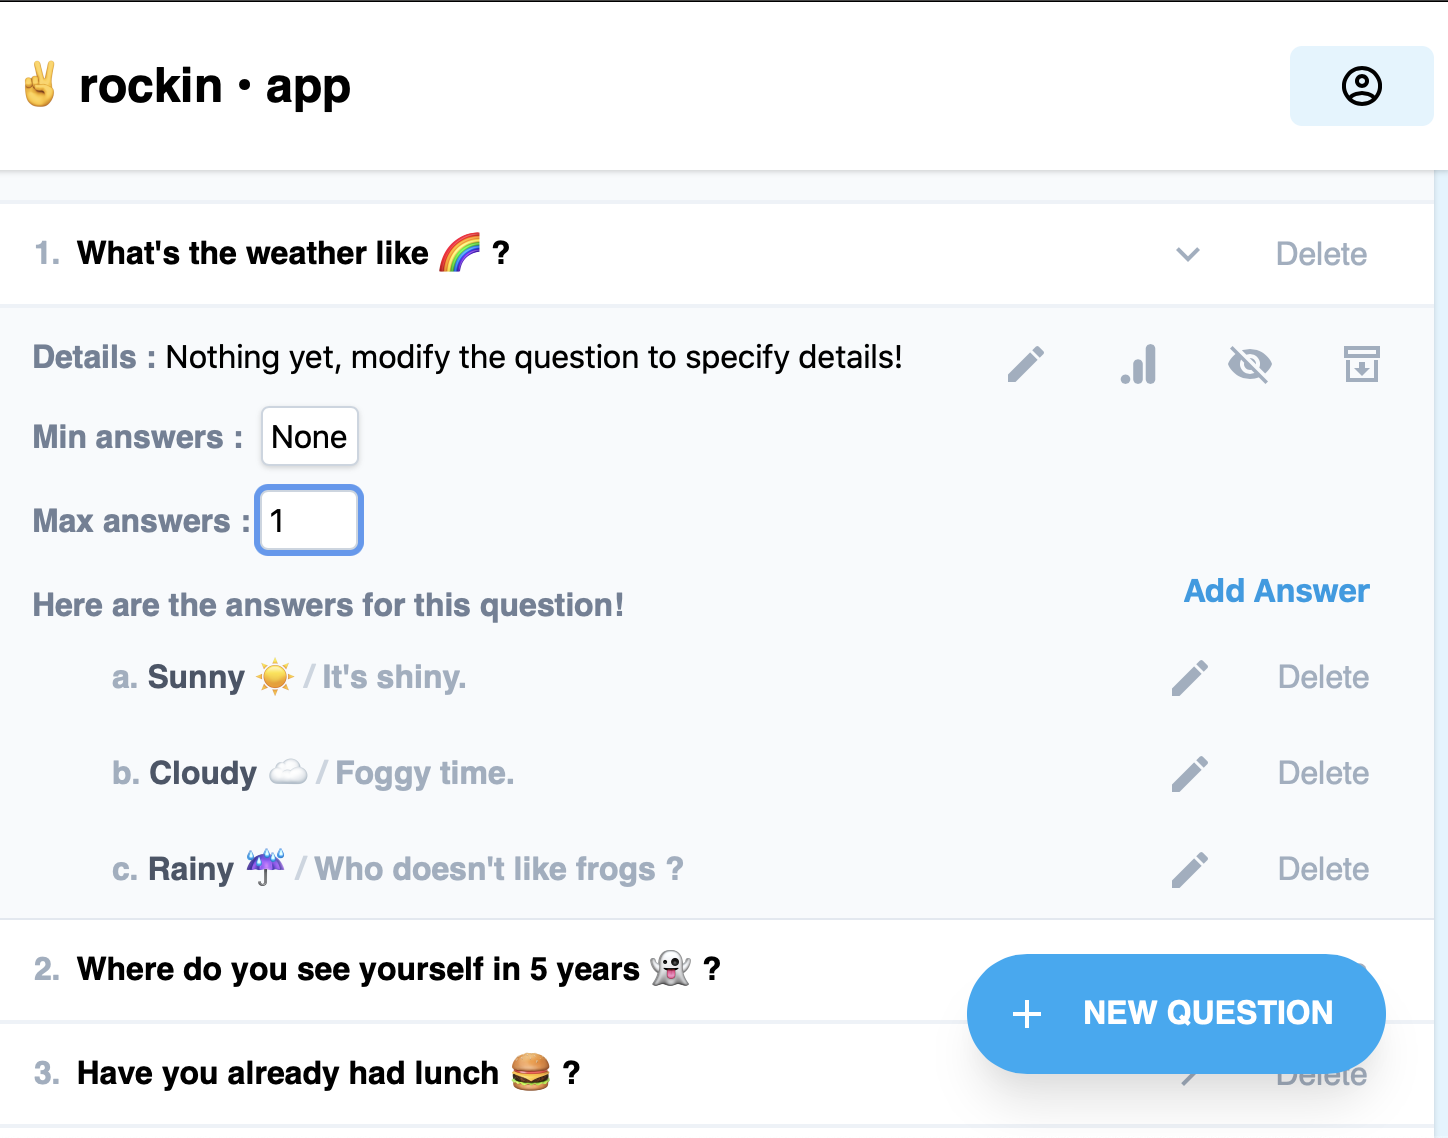 ✌️ rockin • app
1. What's the weather like 🌈 ? Delete
Details : Nothing yet, modify the question to specify details!
Min answers : None
Max answers : 1
Here are the answers for this question! Add Answer
a. Sunny ☀️ / It's shiny. Delete
b. Cloudy ☁️ / Foggy time. Delete
c. Rainy ☔ / Who doesn't like frogs ? Delete
2. Where do you see yourself in 5 years 👻 ?
+ NEW QUESTION
3. Have you already had lunch 🍔 ? Delete